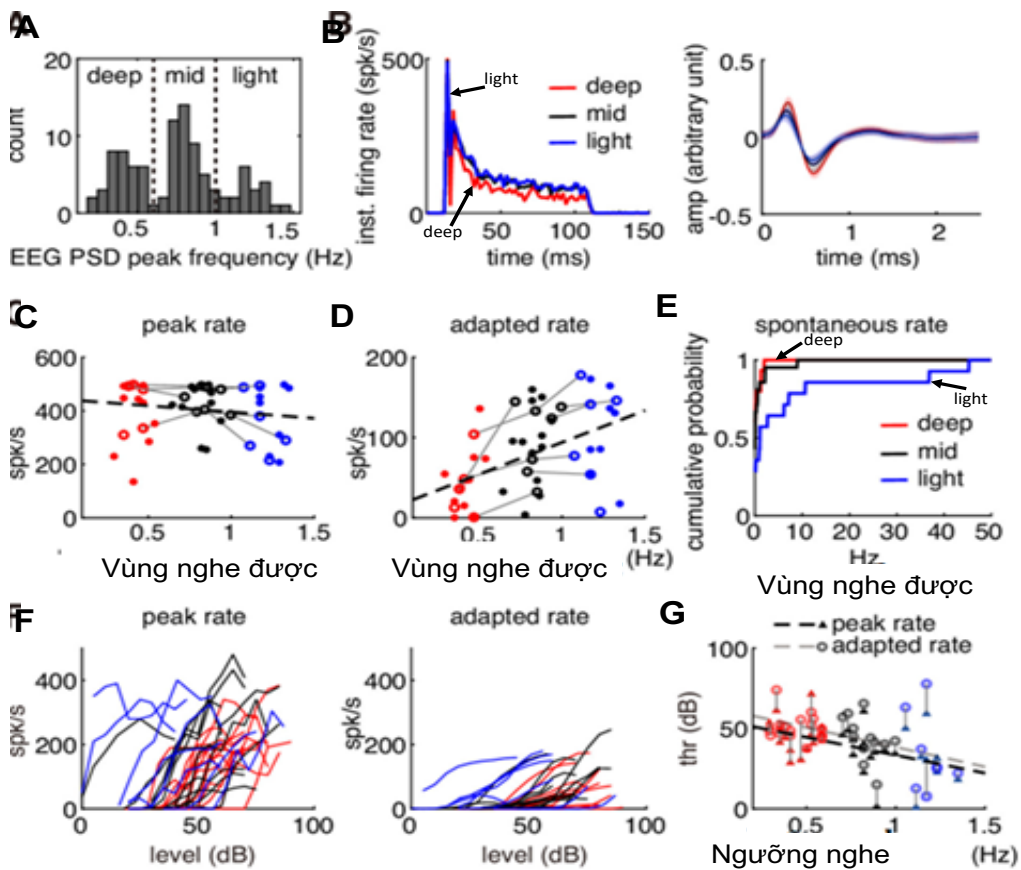 A
20
10
0
count
deep
mid
light
0.5
1
1.5
EEG PSD peak frequency (Hz)
B
500
0
inst. firing rate (spk/s)
light
deep
mid
light
deep
50
100
150
time (ms)
0.5
0
-0.5
amp (arbitrary unit)
0
1
2
time (ms)
C
peak rate
600
400
200
0
spk/s
0.5
1
1.5
Vùng nghe được
D
adapted rate
200
100
0
spk/s
0.5
1
1.5
(Hz)
Vùng nghe được
E
spontaneous rate
deep
1
0.5
0
cumulative probability
light
deep
mid
light
0
10
20
30
40
50
Hz
Vùng nghe được
F
peak rate
400
200
0
spk/s
0
50
100
level (dB)
adapted rate
400
200
0
spk/s
0
50
100
level (dB)
G
peak rate
adapted rate
100
50
0
thr (dB)
0.5
1
1.5
Ngưỡng nghe
(Hz)